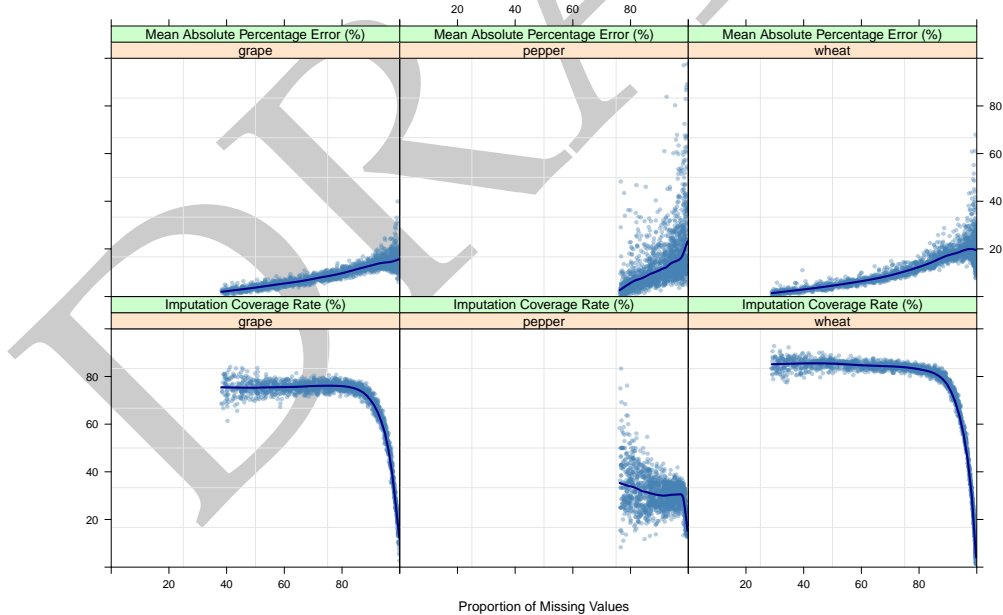 20 40 60 80
Mean Absolute Percentage Error (%) Mean Absolute Percentage Error (%) Mean Absolute Percentage Error (%)
grape pepper wheat
80
60
40
20
Imputation Coverage Rate (%) Imputation Coverage Rate (%) Imputation Coverage Rate (%)
grape pepper wheat
80
60
40
20
20 40 60 80 20 40 60 80
Proportion of Missing Values